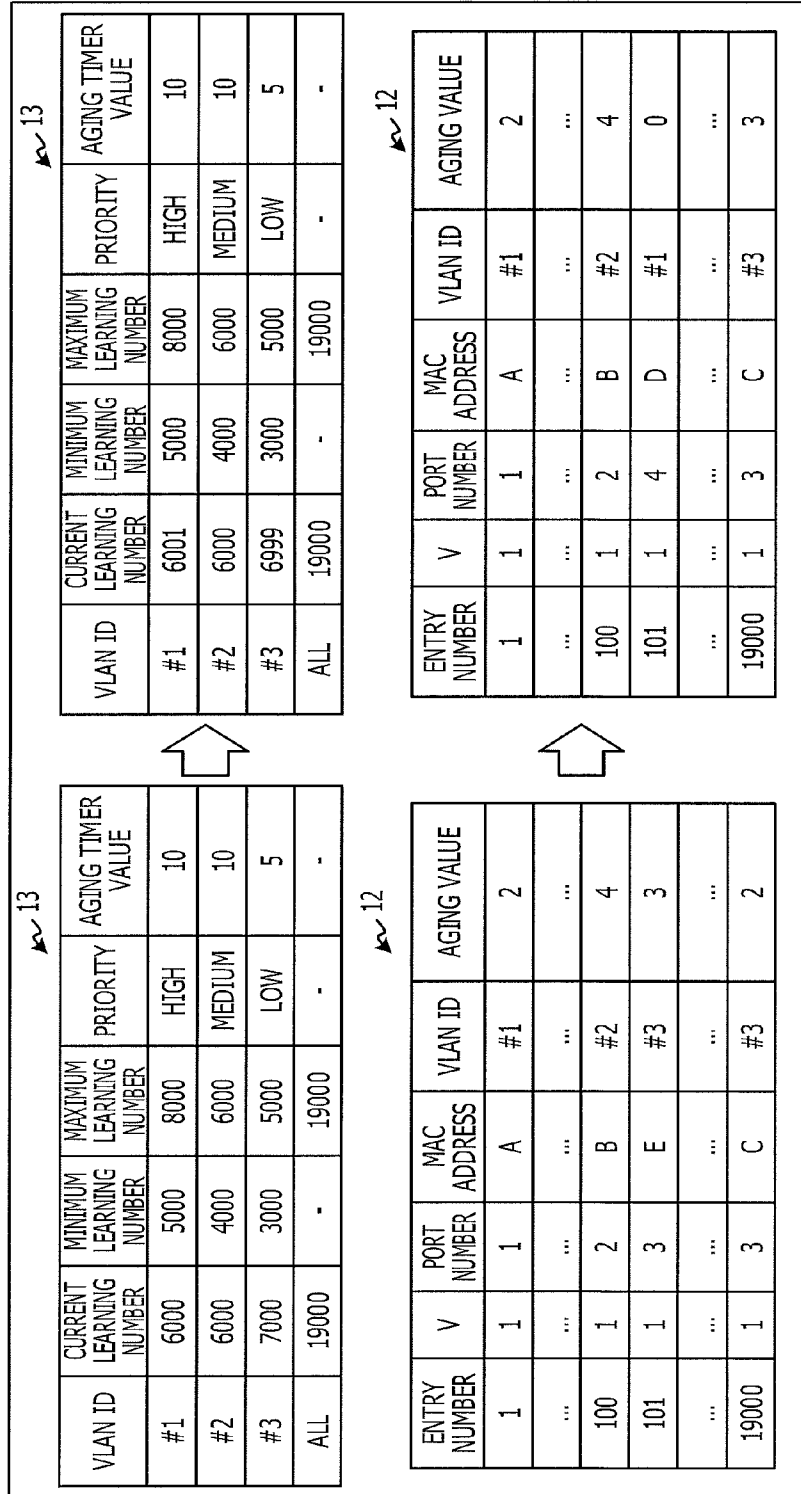 13
VLAN ID | CURRENT LEARNING NUMBER | MINIMUM LEARNING NUMBER | MAXIMUM LEARNING NUMBER | PRIORITY | AGING TIMER VALUE
#1 | 6000 | 5000 | 8000 | HIGH | 10
#2 | 6000 | 4000 | 6000 | MEDIUM | 10
#3 | 7000 | 3000 | 5000 | LOW | 5
ALL | 19000 | - | 19000 | - | -
13
VLAN ID | CURRENT LEARNING NUMBER | MINIMUM LEARNING NUMBER | MAXIMUM LEARNING NUMBER | PRIORITY | AGING TIMER VALUE
#1 | 6001 | 5000 | 8000 | HIGH | 10
#2 | 6000 | 4000 | 6000 | MEDIUM | 10
#3 | 6999 | 3000 | 5000 | LOW | 5
ALL | 19000 | - | 19000 | - | -
12
ENTRY NUMBER | V | PORT NUMBER | MAC ADDRESS | VLAN ID | AGING VALUE
1 | 1 | 1 | A | #1 | 2
... | ... | ... | ... | ... | ...
100 | 1 | 2 | B | #2 | 4
101 | 1 | 3 | E | #3 | 3
... | ... | ... | ... | ... | ...
19000 | 1 | 3 | C | #3 | 2
12
ENTRY NUMBER | V | PORT NUMBER | MAC ADDRESS | VLAN ID | AGING VALUE
1 | 1 | 1 | A | #1 | 2
... | ... | ... | ... | ... | ...
100 | 1 | 2 | B | #2 | 4
101 | 1 | 4 | D | #1 | 0
... | ... | ... | ... | ... | ...
19000 | 1 | 3 | C | #3 | 3